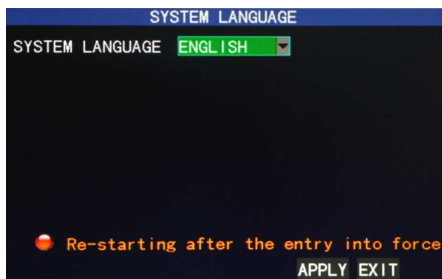 SYSTEM LANGUAGE
SYSTEM LANGUAGE ENGLISH
Re-starting after the entry into force
APPLY EXIT